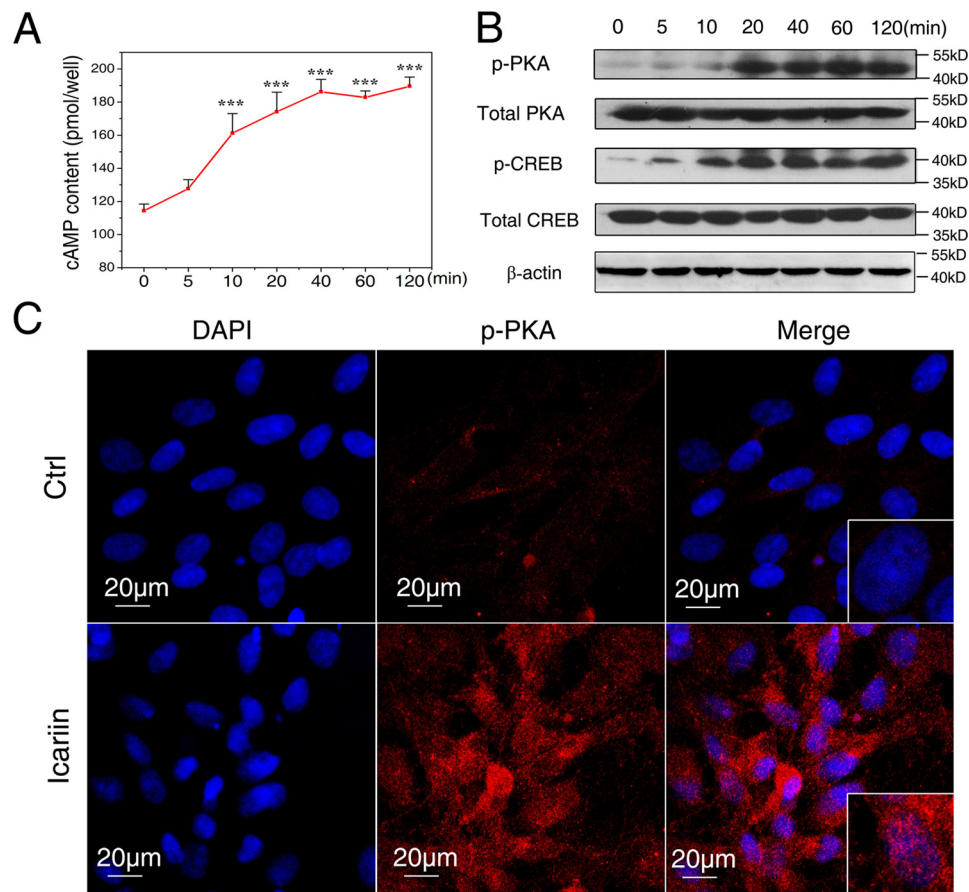 A
cAMP content (pmol/well)
200
180
160
140
120
100
80
***
***
***
***
***
0 5 10 20 40 60 120 (min)
B
0 5 10 20 40 60 120(min)
p-PKA
55kD
40kD
Total PKA
55kD
40kD
p-CREB
40kD
35kD
Total CREB
40kD
35kD
β-actin
55kD
40kD
C
DAPI p-PKA Merge
Ctrl
20μm 20μm 20μm
Icariin
20μm 20μm 20μm